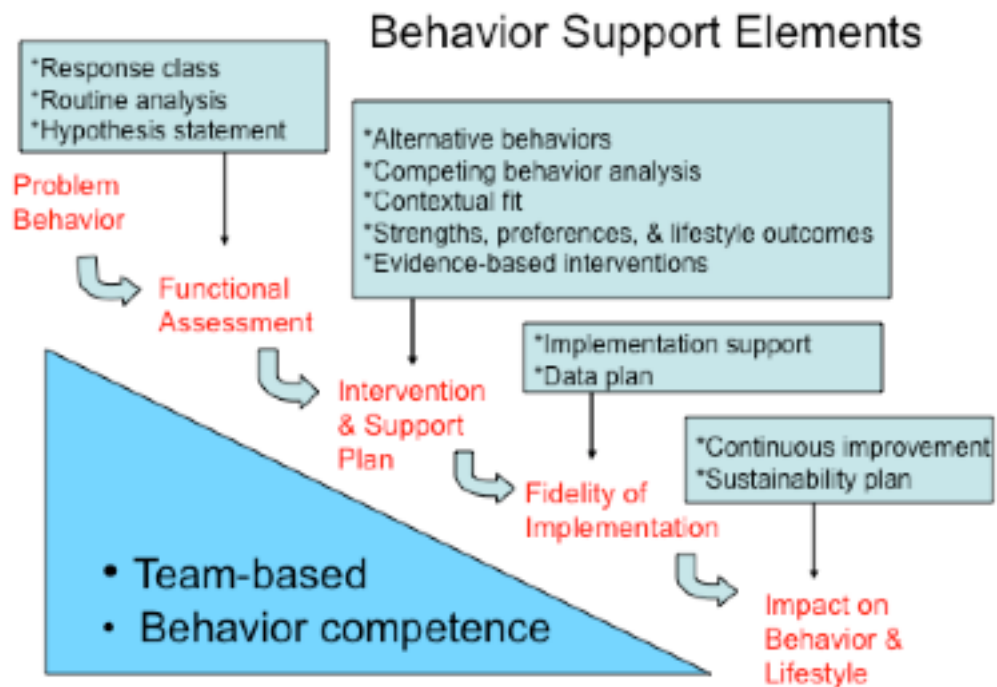 Behavior Support Elements
*Response class
*Routine analysis
*Hypothesis statement
Problem
Behavior
*Alternative behaviors
*Competing behavior analysis
*Contextual fit
*Strengths, preferences, & lifestyle outcomes
*Evidence-based interventions
Functional
Assessment
*Implementation support
*Data plan
Intervention
& Support
Plan
*Continuous improvement
*Sustainability plan
Fidelity of
Implementation
• Team-based
• Behavior competence
Impact on
Behavior &
Lifestyle